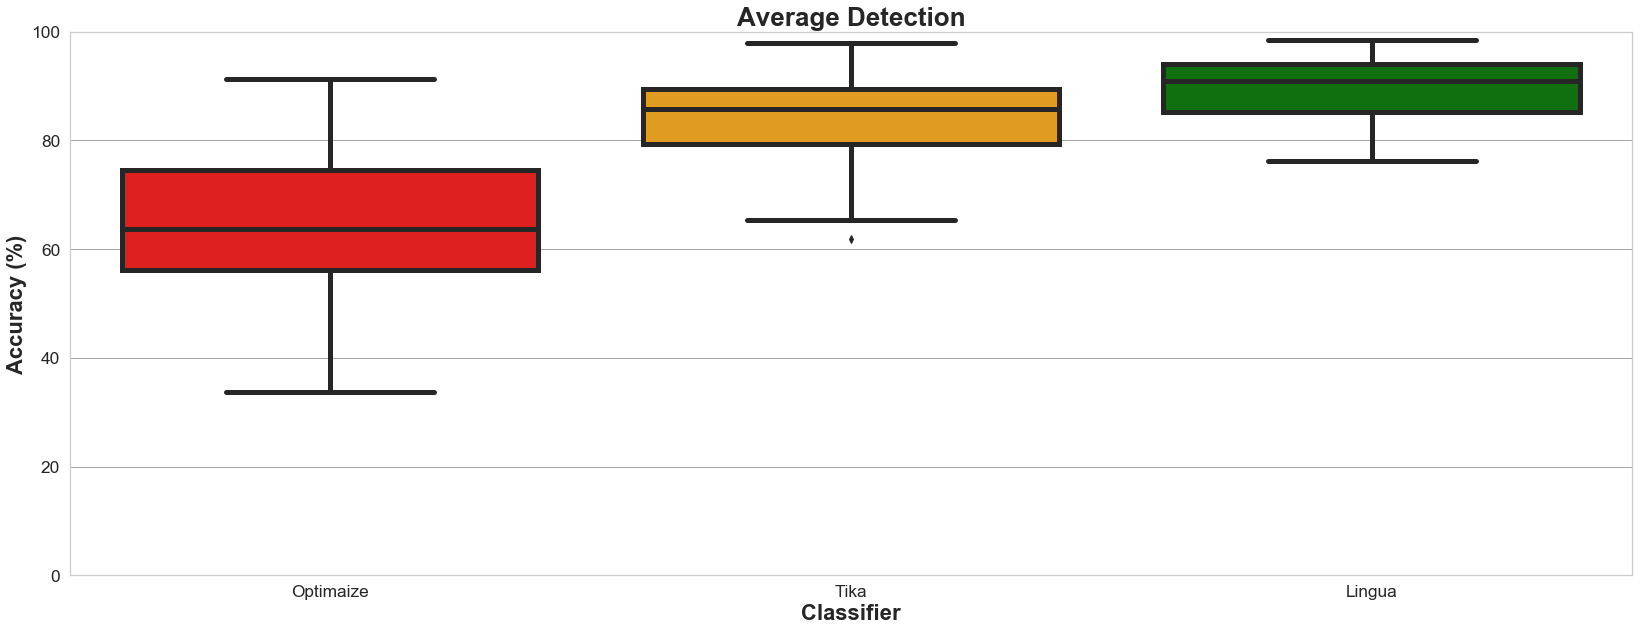 Average Detection
100
80
60
40
20
0
Accuracy (%)
Optimaize Tika Lingua
Classifier